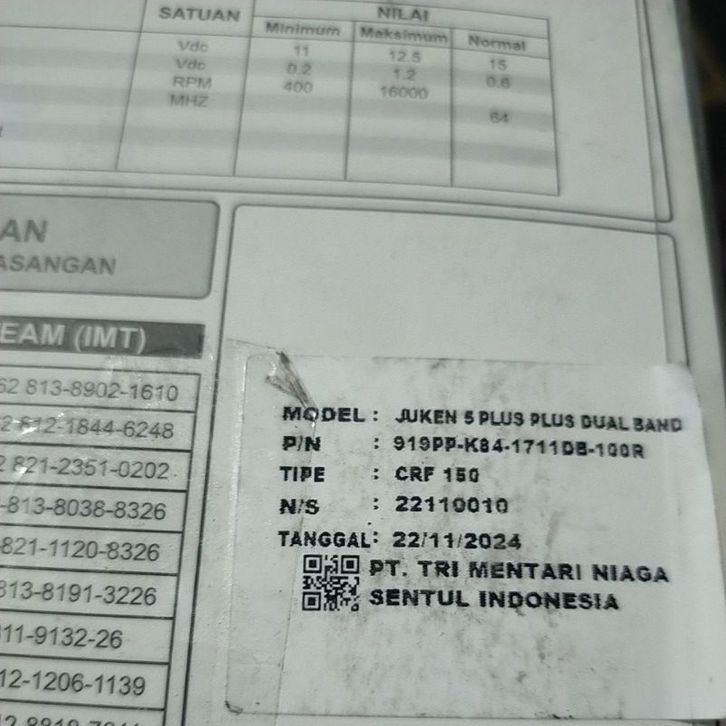 SATUAN NILAI
Minimum Maksimum Normal
Vdc 11 12.5 15
Vdc 0.2 1.2 0.6
RPM 400 16000
MHZ 64
AN
ASANGAN
EAM (IMT)
62 813-8902-1610
2 812-1844-6248
2 821-2351-0202
-813-8038-8326
821-1120-8326
813-8191-3226
11-9132-26
12-1206-1139
MODEL : JUKEN 5 PLUS PLUS DUAL BAND
P/N : 919PP-K84-1711DB-100R
TIPE : CRF 150
N/S : 22110010
TANGGAL: 22/11/2024
PT. TRI MENTARI NIAGA
SENTUL INDONESIA